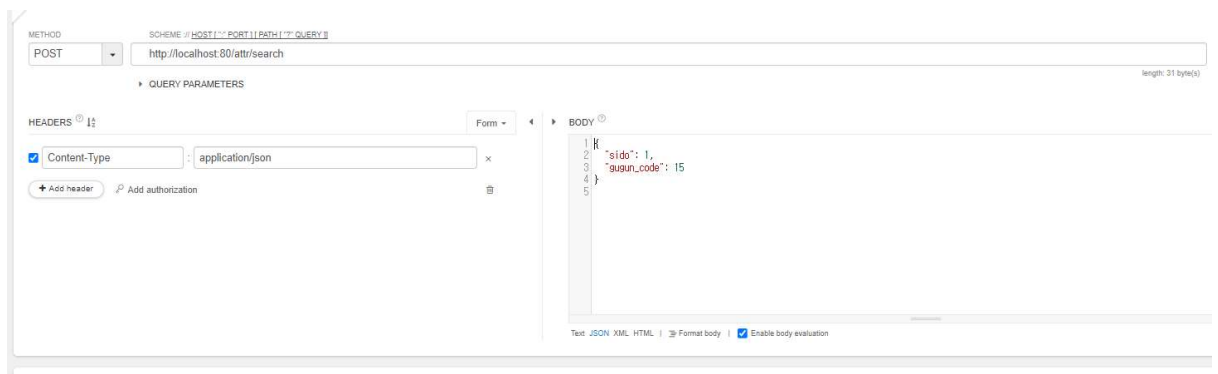 METHOD
SCHEME :// HOST [ ":" PORT ] [ PATH [ "?" QUERY ]]
POST
http://localhost:80/attr/search
length: 31 byte(s)
QUERY PARAMETERS
HEADERS
Form
BODY
Content-Type : application/json
+ Add header
Add authorization
1 {
2 "sido": 1,
3 "gugun_code": 15
4 }
5
Text JSON XML HTML | Format body | Enable body evaluation